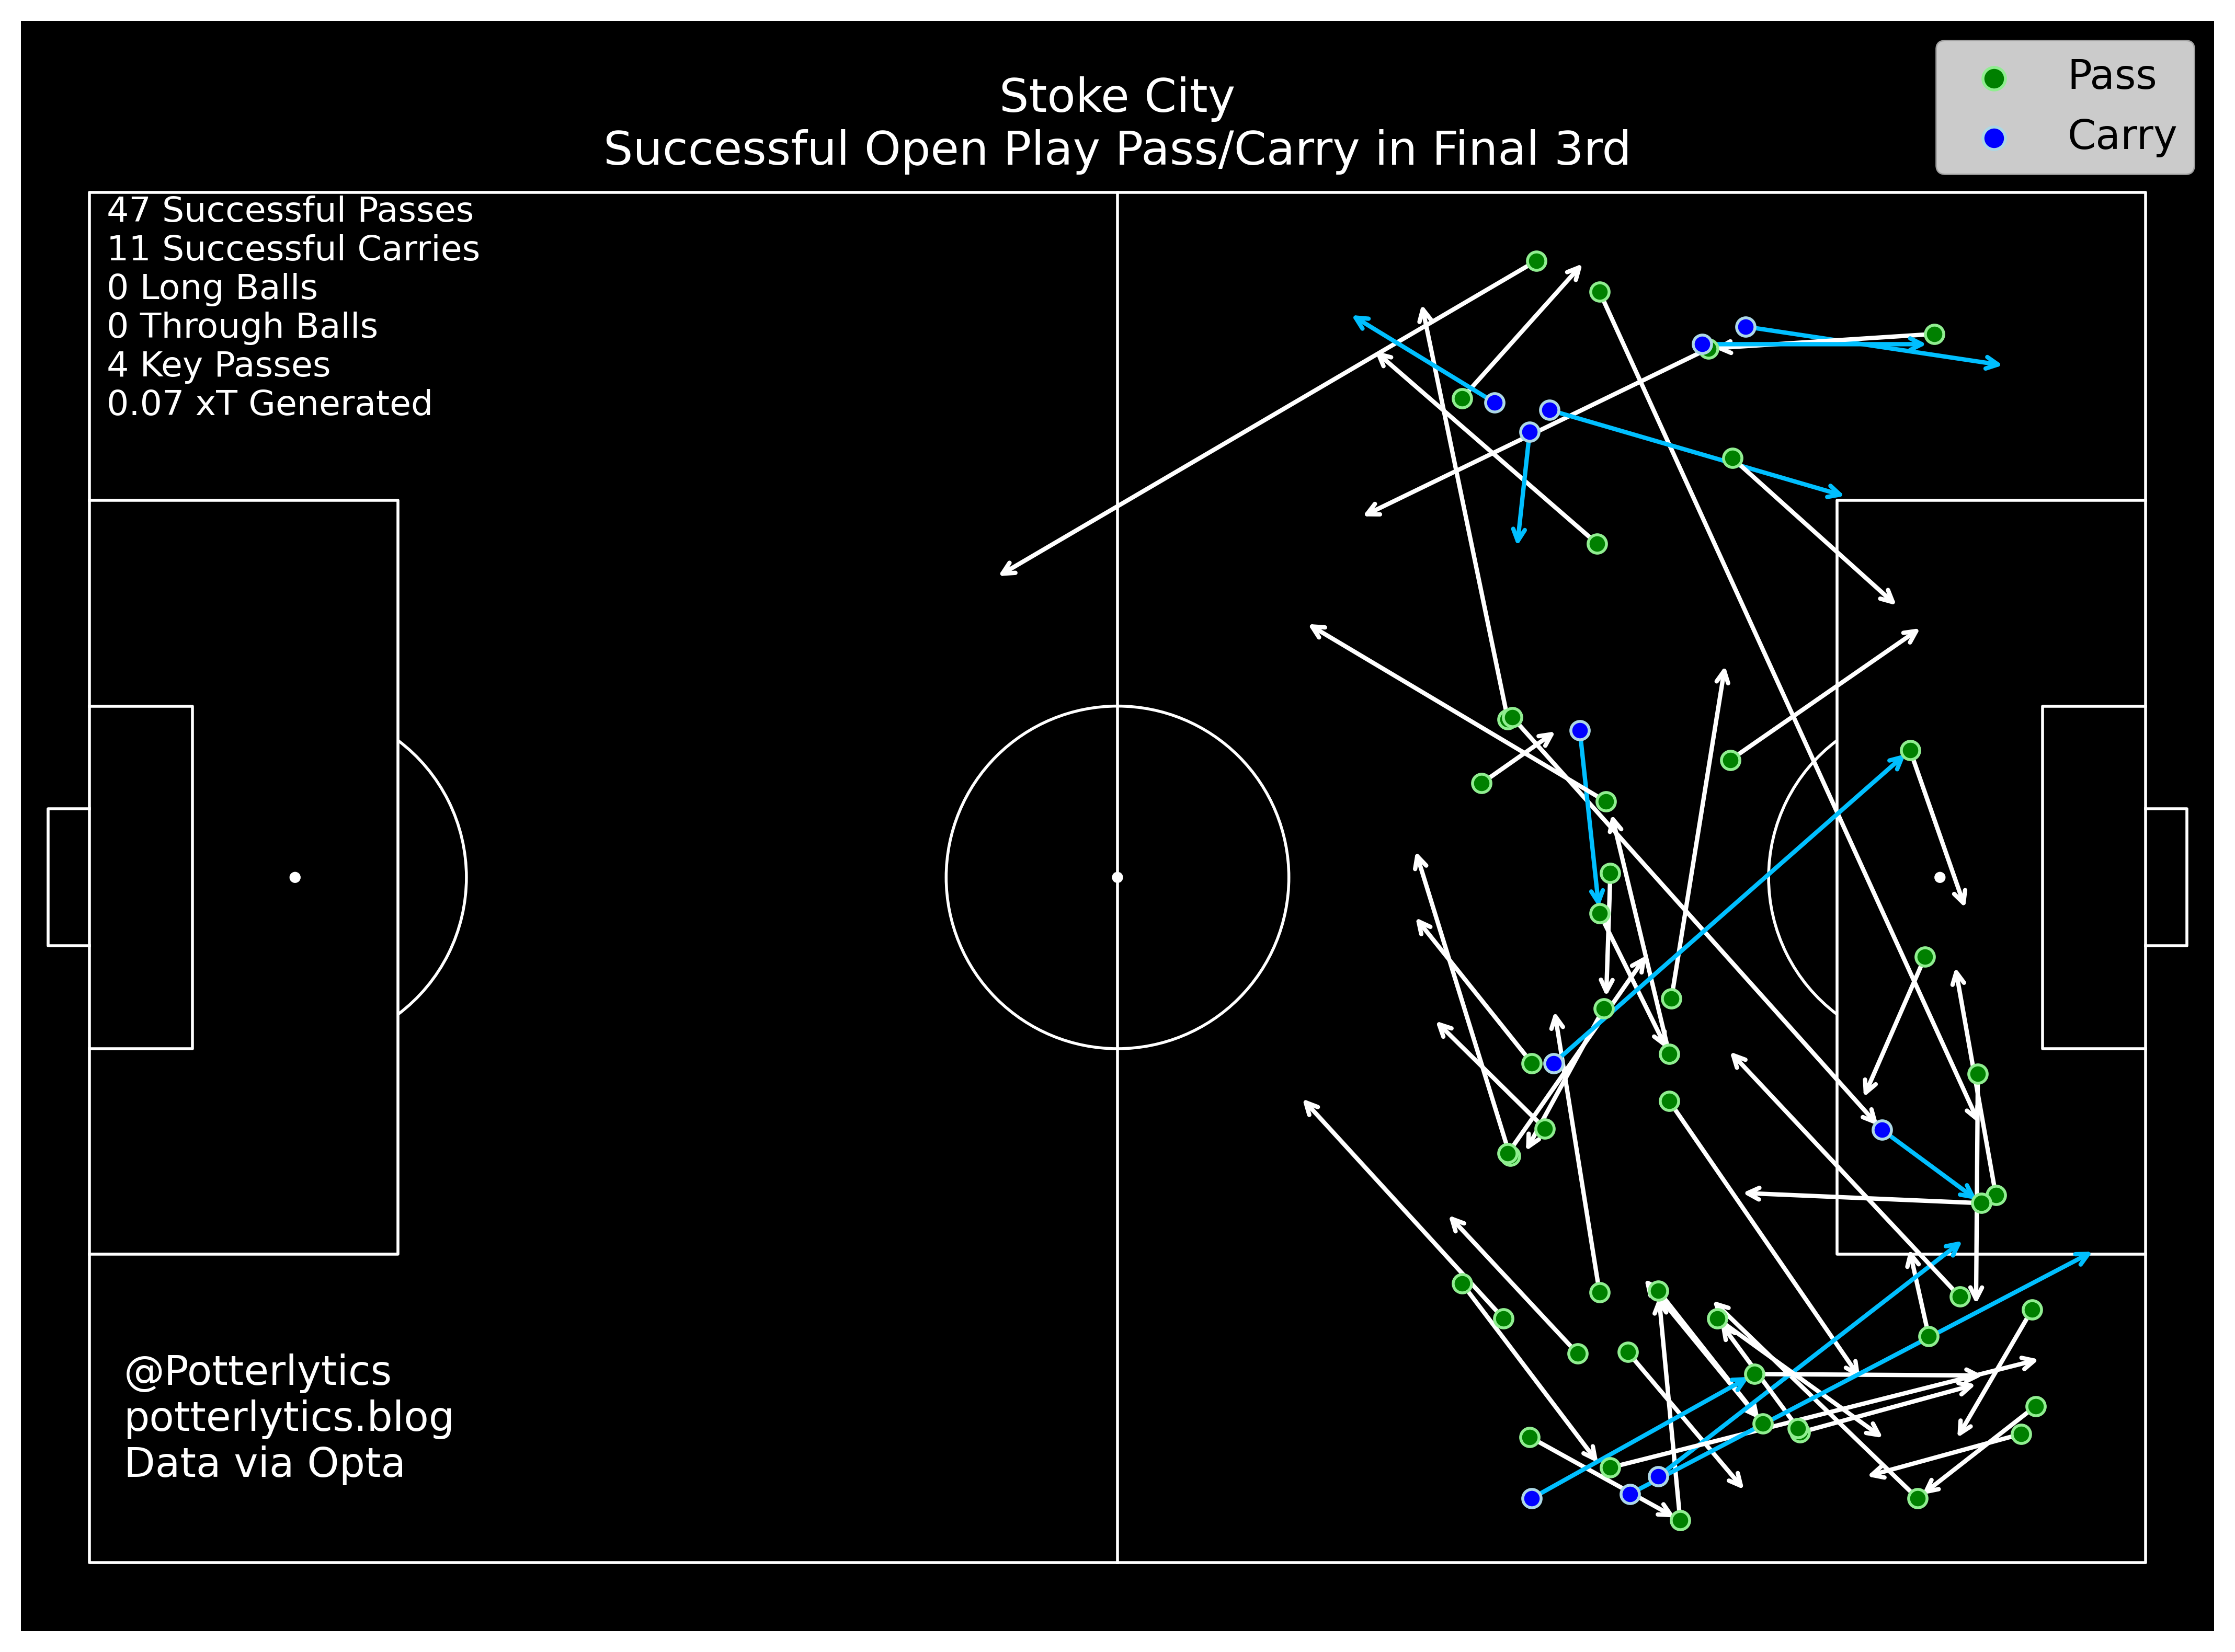 Stoke City
Successful Open Play Pass/Carry in Final 3rd
Pass
Carry
47 Successful Passes
11 Successful Carries
0 Long Balls
0 Through Balls
4 Key Passes
0.07 xT Generated
@Potterlytics
potterlytics.blog
Data via Opta